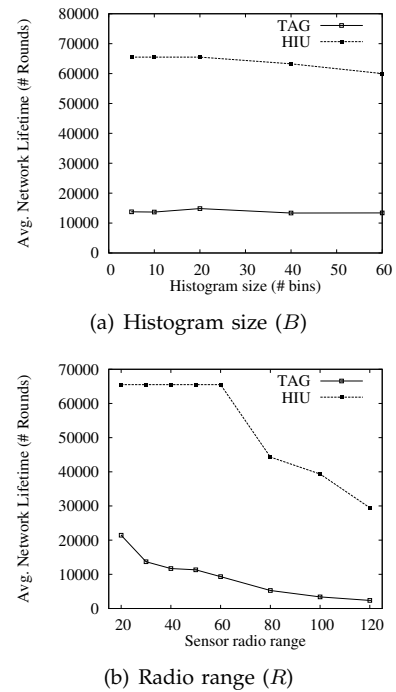 80000
70000
60000
50000
40000
30000
20000
10000
0
Avg. Network Lifetime (# Rounds)
TAG
HIU
0 10 20 30 40 50 60
Histogram size (# bins)
(a) Histogram size (B)
70000
60000
50000
40000
30000
20000
10000
0
Avg. Network Lifetime (# Rounds)
TAG
HIU
20 40 60 80 100 120
Sensor radio range
(b) Radio range (R)